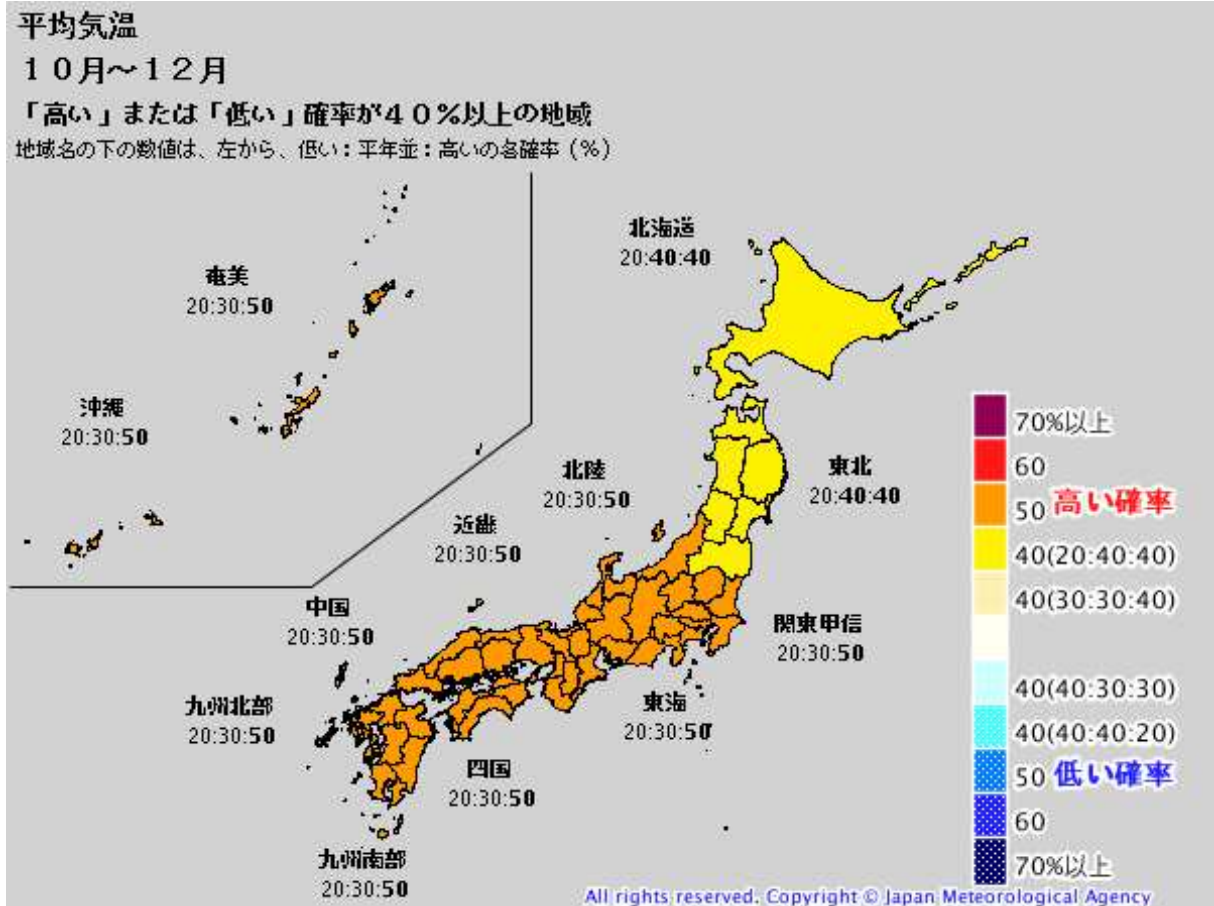 平均気温
10月~12月
「高い」または「低い」確率が40%以上の地域
地域名の下の数値は、左から、低い:平年並:高いの各確率(%)
北海道
20:40:40
奄美
20:30:50
沖縄
20:30:50
北陸
20:30:50
東北
20:40:40
近畿
20:30:50
中国
20:30:50
関東甲信
20:30:50
九州北部
20:30:50
東海
20:30:50
四国
20:30:50
九州南部
20:30:50
70%以上
60
50 高い確率
40(20:40:40)
40(30:30:40)
40(40:30:30)
40(40:40:20)
50 低い確率
60
70%以上
All rights reserved. Copyright © Japan Meteorological Agency